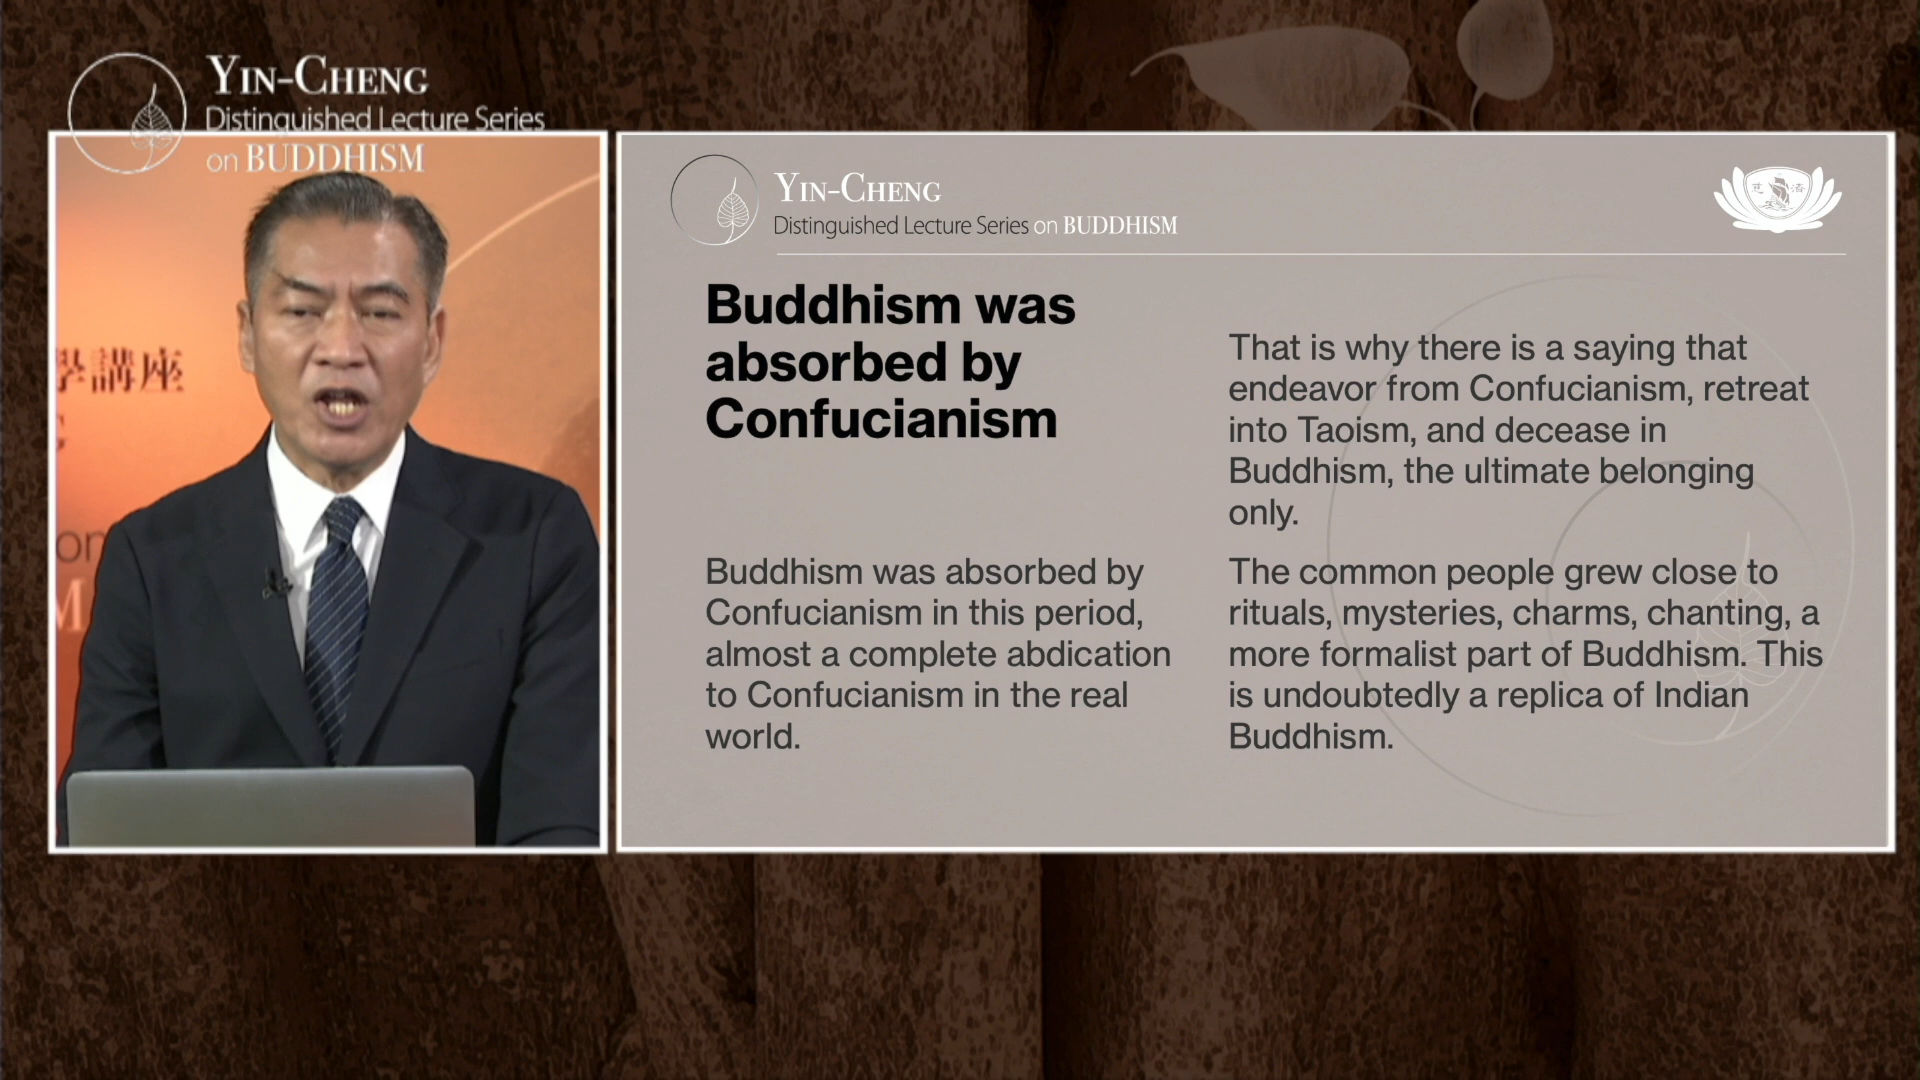 YIN-CHENG
Distinguished Lecture Series
on BUDDHISM
學講座
on
M
YIN-CHENG
Distinguished Lecture Series on BUDDHISM
Buddhism was
absorbed by
Confucianism
Buddhism was absorbed by
Confucianism in this period,
almost a complete abdication
to Confucianism in the real
world.
That is why there is a saying that
endeavor from Confucianism, retreat
into Taoism, and decease in
Buddhism, the ultimate belonging
only.
The common people grew close to
rituals, mysteries, charms, chanting, a
more formalist part of Buddhism. This
is undoubtedly a replica of Indian
Buddhism.